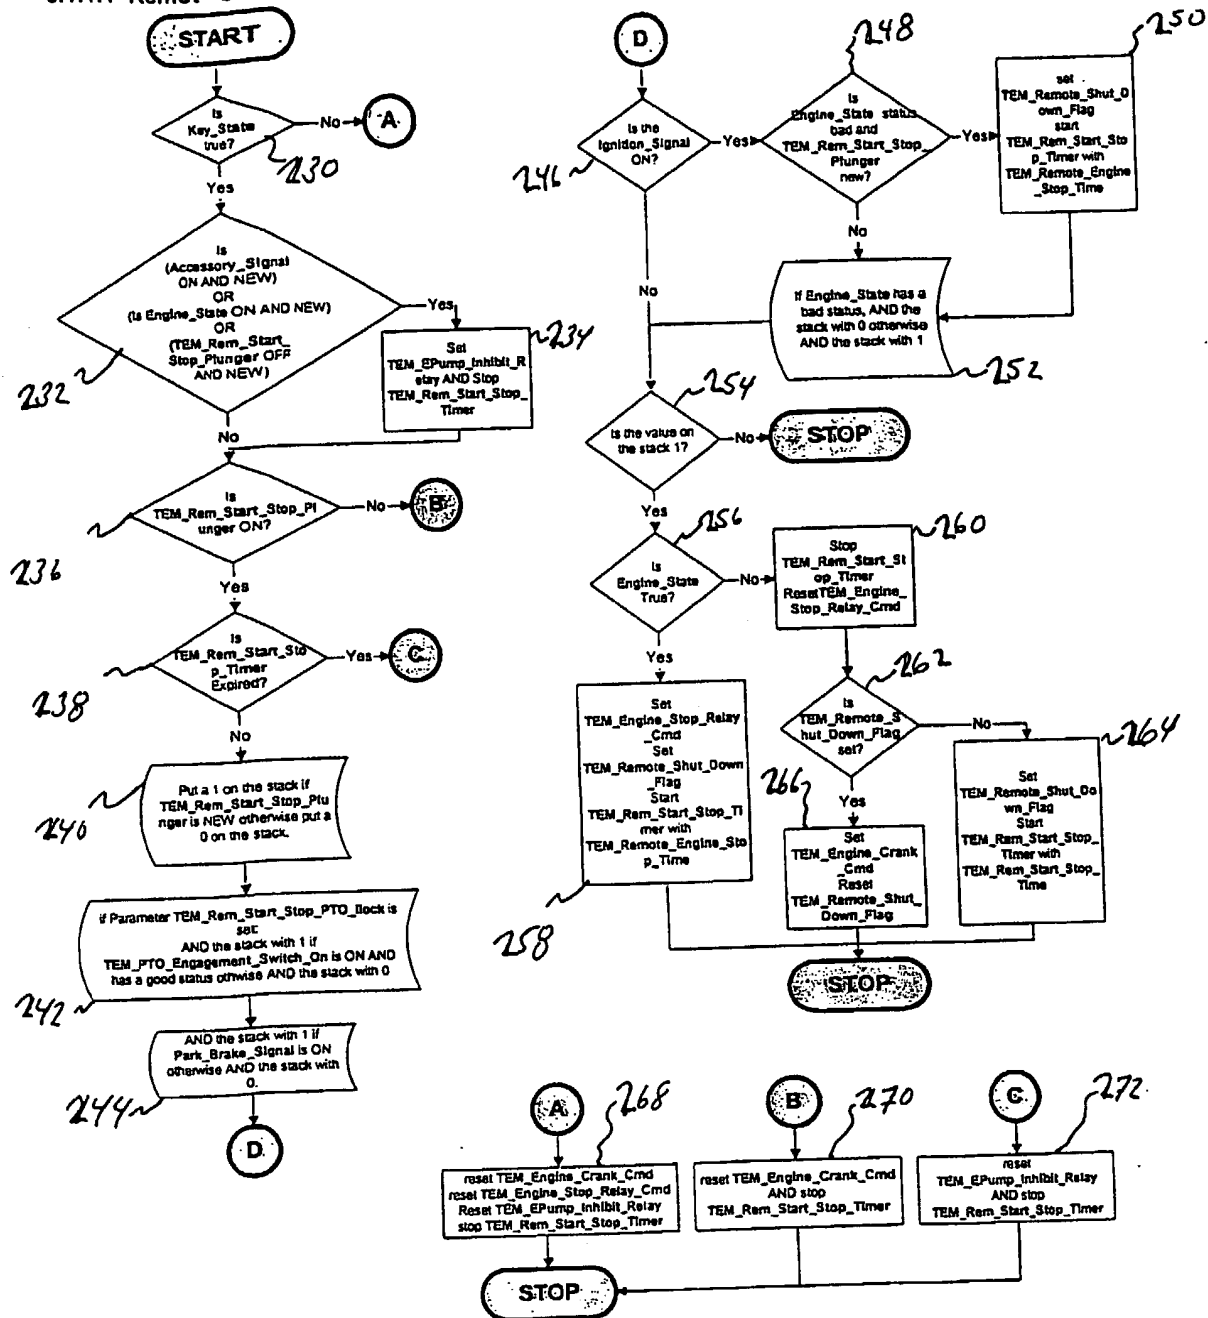 START
Is
Key_State
true?
No
A
230
Yes
Is
(Accessory_Signal
ON AND NEW)
OR
(Is Engine_State ON AND NEW)
OR
(TEM_Rem_Start_
Stop_Plunger OFF
AND NEW)
232
Yes
234
Set
TEM_EPump_Inhibit_R
elay AND Stop
TEM_Rem_Start_Stop_
Timer
No
Is
TEM_Rem_Start_Stop_Pl
unger ON?
No
B
236
Yes
Is
TEM_Rem_Start_Sto
p_Timer
Expired?
Yes
C
238
No
Put a 1 on the stack if
TEM_Rem_Start_Stop_Plu
nger is NEW otherwise put a
0 on the stack.
240
if Parameter TEM_Rem_Start_Stop_PTO_Ilock is
set:
AND the stack with 1 if
TEM_PTO_Engagement_Switch_On is ON AND
has a good status othwise AND the stack with 0
242
AND the stack with 1 if
Park_Brake_Signal is ON
otherwise AND the stack with
0.
244
D
D
Is the
Ignition_Signal
ON?
246
Yes
248
Is
Engine_State status
bad and
TEM_Rem_Start_Stop_
Plunger
new?
Yes
250
set
TEM_Remote_Shut_D
own_Flag
start
TEM_Rem_Start_Sto
p_Timer with
TEM_Remote_Engine
_Stop_Time
No
No
If Engine_State has a
bad status, AND the
stack with 0 otherwise
AND the stack with 1
252
254
Is the value on
the stack 1?
No
STOP
Yes
256
Is
Engine_State
True?
No
260
Stop
TEM_Rem_Start_St
op_Timer
ResetTEM_Engine_
Stop_Relay_Cmd
Yes
262
Is
TEM_Remote_S
hut_Down_Flag
set?
No
264
Set
TEM_Remote_Shut_Do
wn_Flag
Start
TEM_Rem_Start_Stop_
Timer with
TEM_Rem_Start_Stop_
Time
Set
TEM_Engine_Stop_Relay
_Cmd
Set
TEM_Remote_Shut_Down
_Flag
Start
TEM_Rem_Start_Stop_Ti
mer with
TEM_Remote_Engine_Sto
p_Time
258
266
Yes
Set
TEM_Engine_Crank
_Cmd
Reset
TEM_Remote_Shut_
Down_Flag
STOP
A
268
reset TEM_Engine_Crank_Cmd
reset TEM_Engine_Stop_Relay_Cmd
Reset TEM_EPump_Inhibit_Relay
stop TEM_Rem_Start_Stop_Timer
B
270
reset TEM_Engine_Crank_Cmd
AND stop
TEM_Rem_Start_Stop_Timer
C
272
reset
TEM_EPump_Inhibit_Relay
AND stop
TEM_Rem_Start_Stop_Timer
STOP